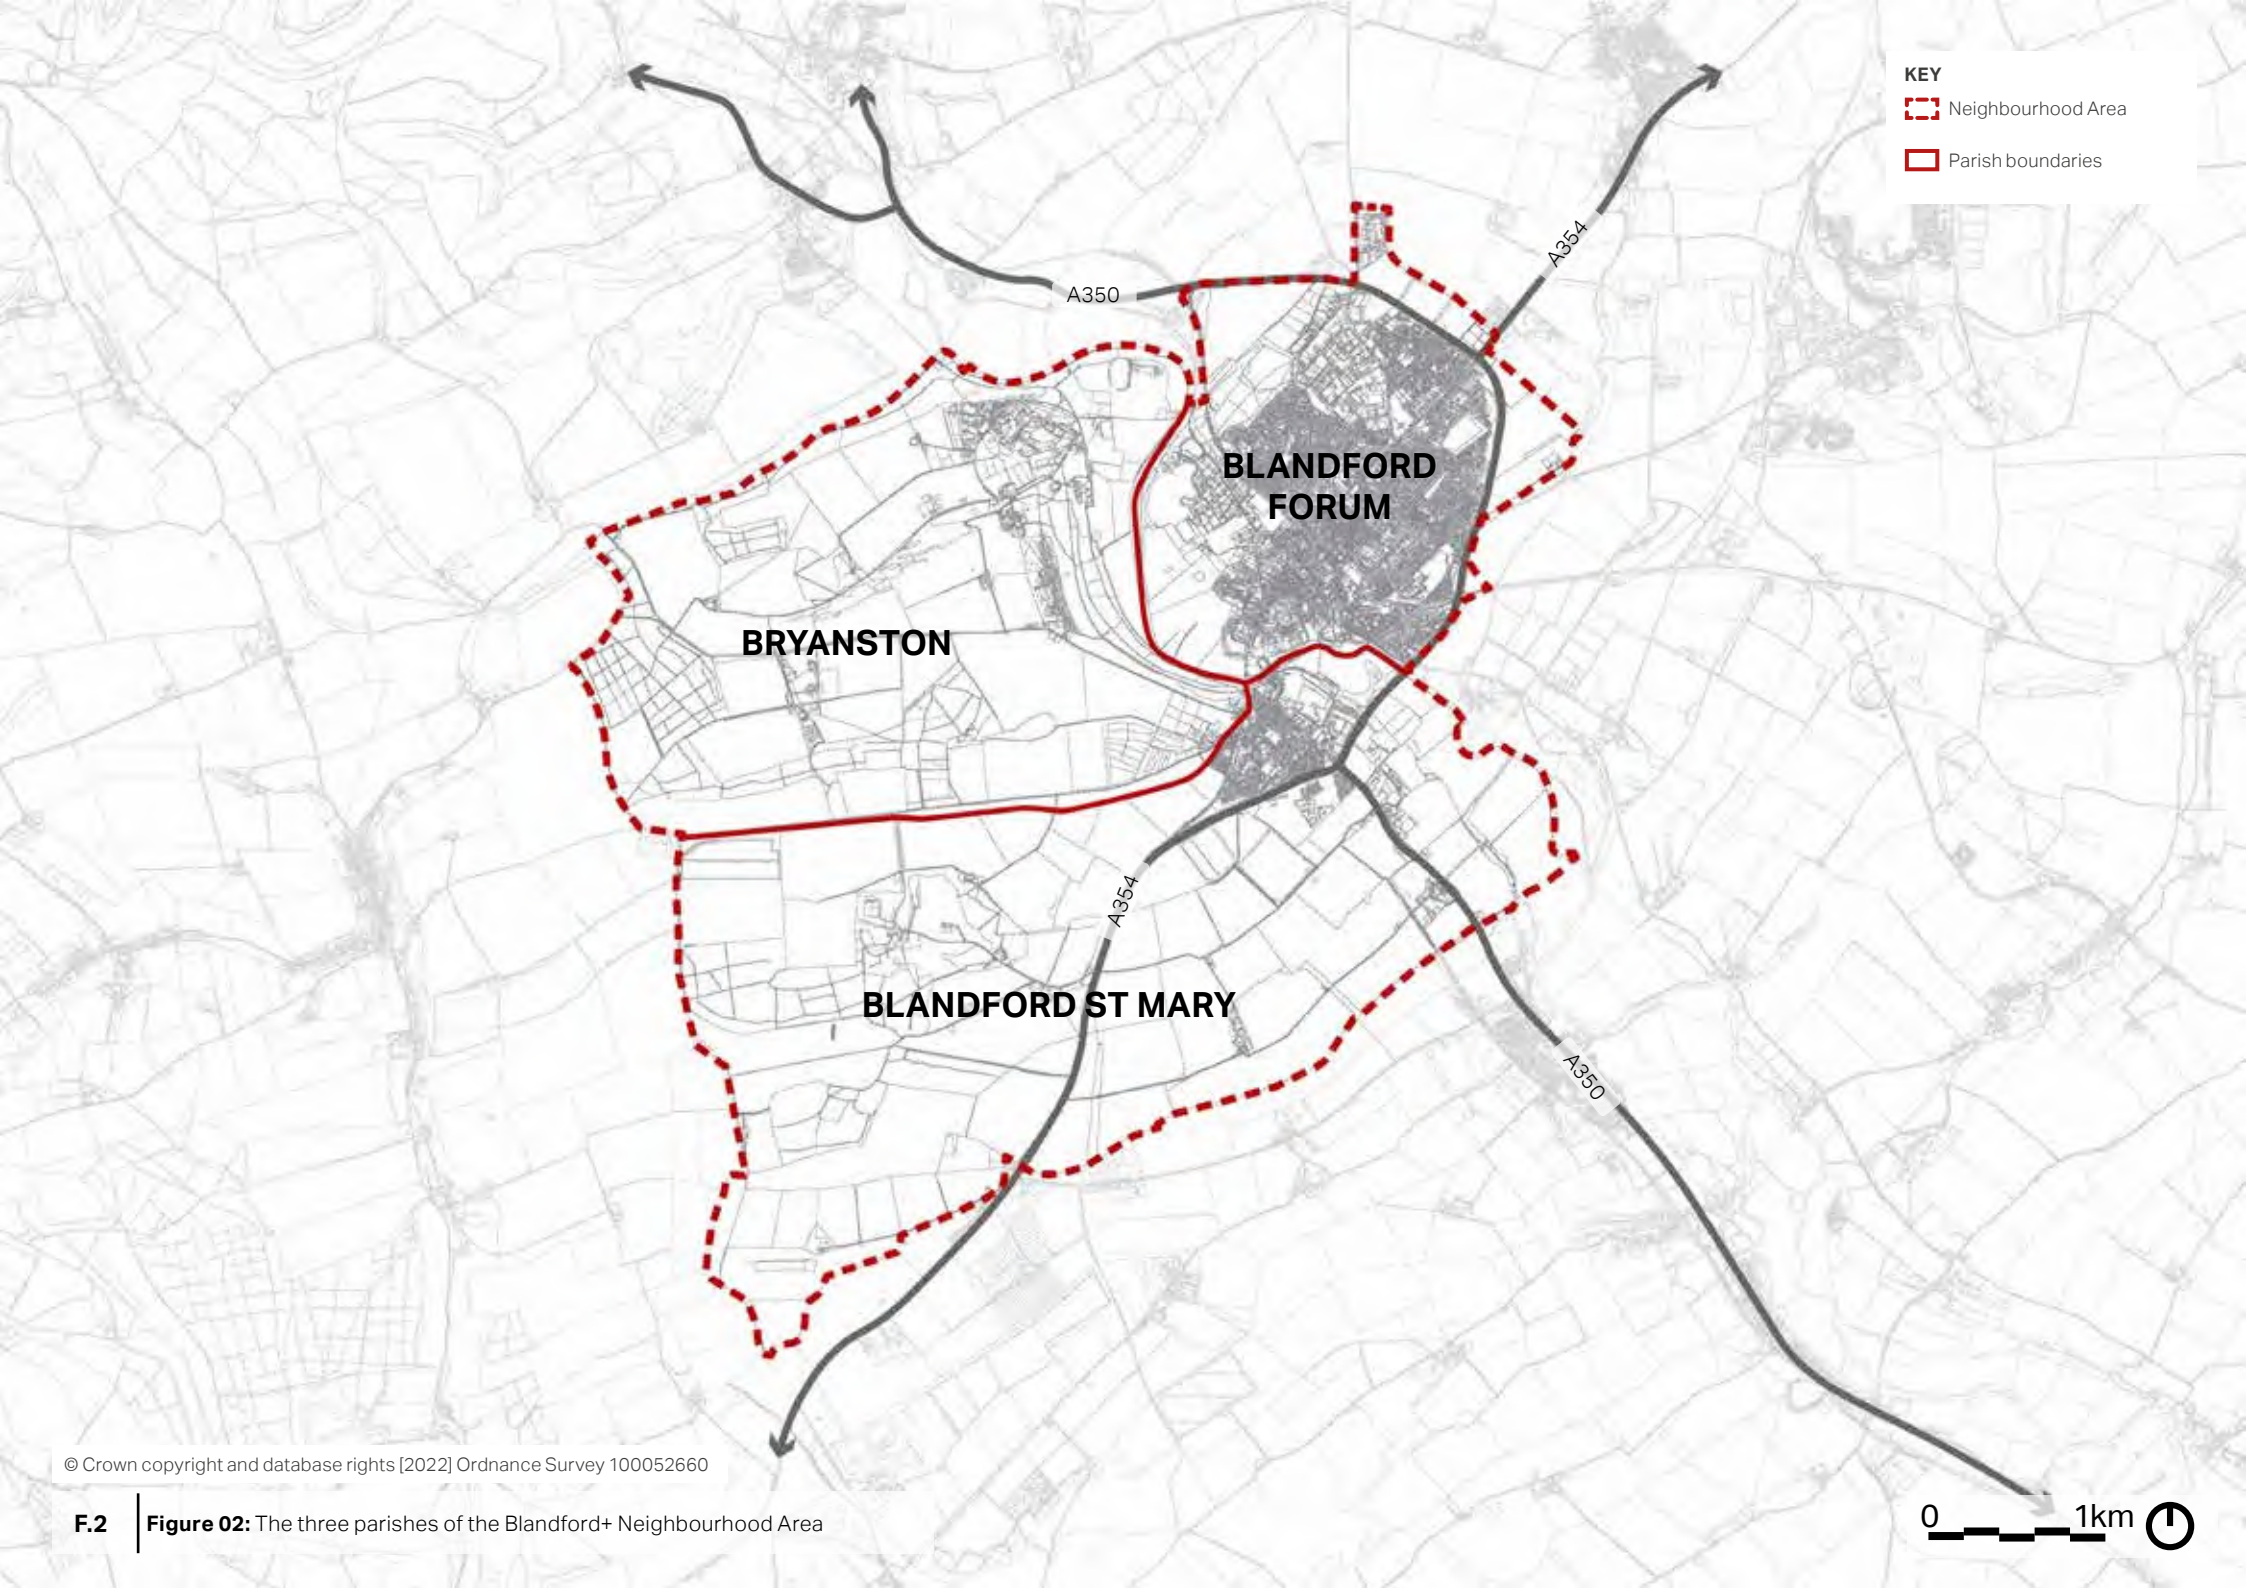 KEY
Neighbourhood Area
Parish boundaries
A354
A350
BLANDFORD
FORUM
BRYANSTON
A354
BLANDFORD ST MARY
A350
© Crown copyright and database rights [2022] Ordnance Survey 100052660
F.2
Figure 02: The three parishes of the Blandford+ Neighbourhood Area
0 1km